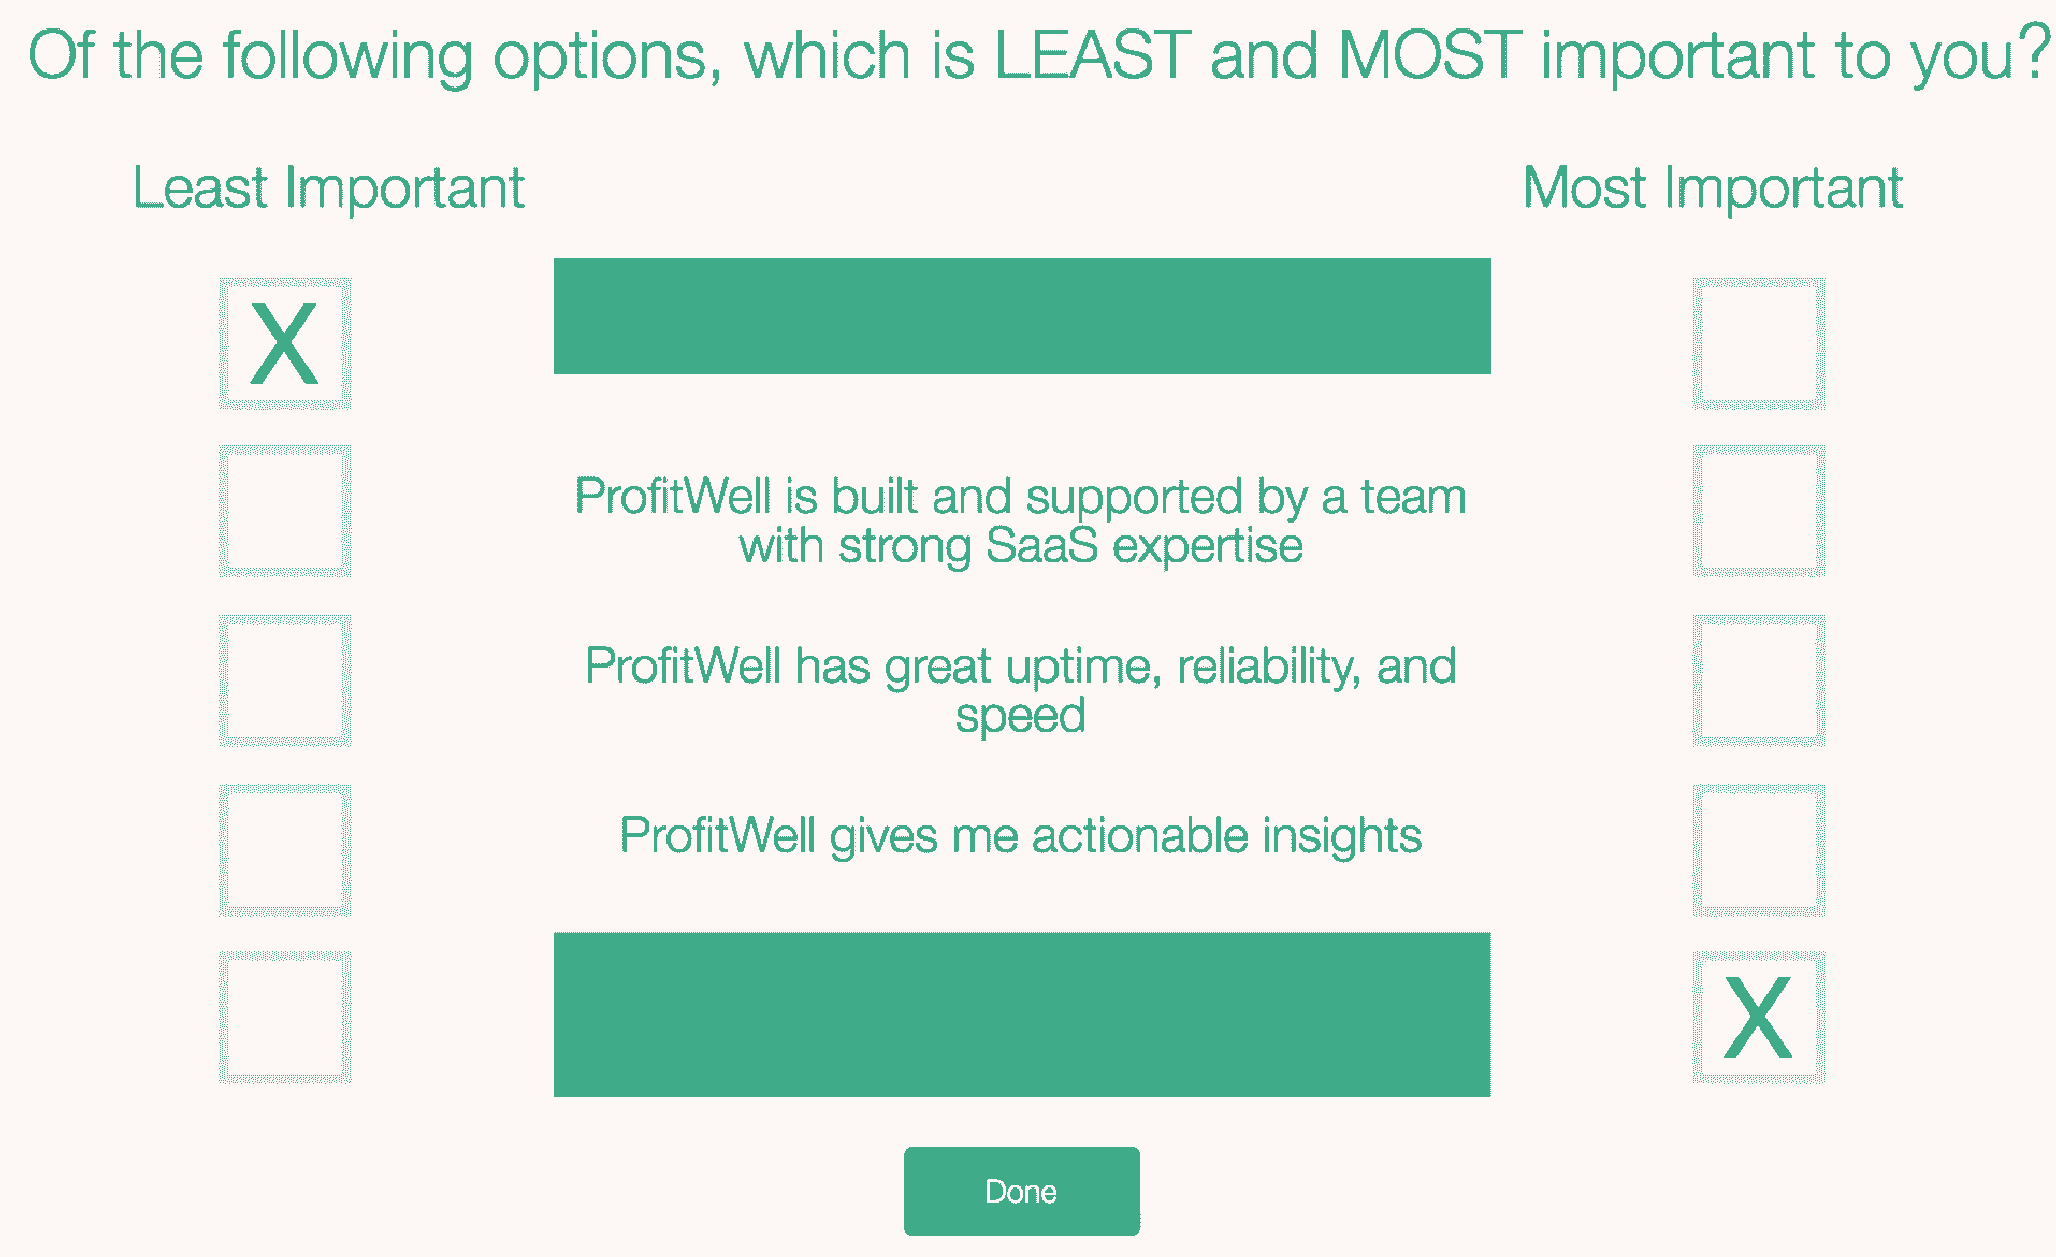 Of the following options, which is LEAST and MOST important to you?
Least Important
Most Important
X
ProfitWell is built and supported by a team
with strong SaaS expertise
ProfitWell has great uptime, reliability, and
speed
ProfitWell gives me actionable insights
X
Done